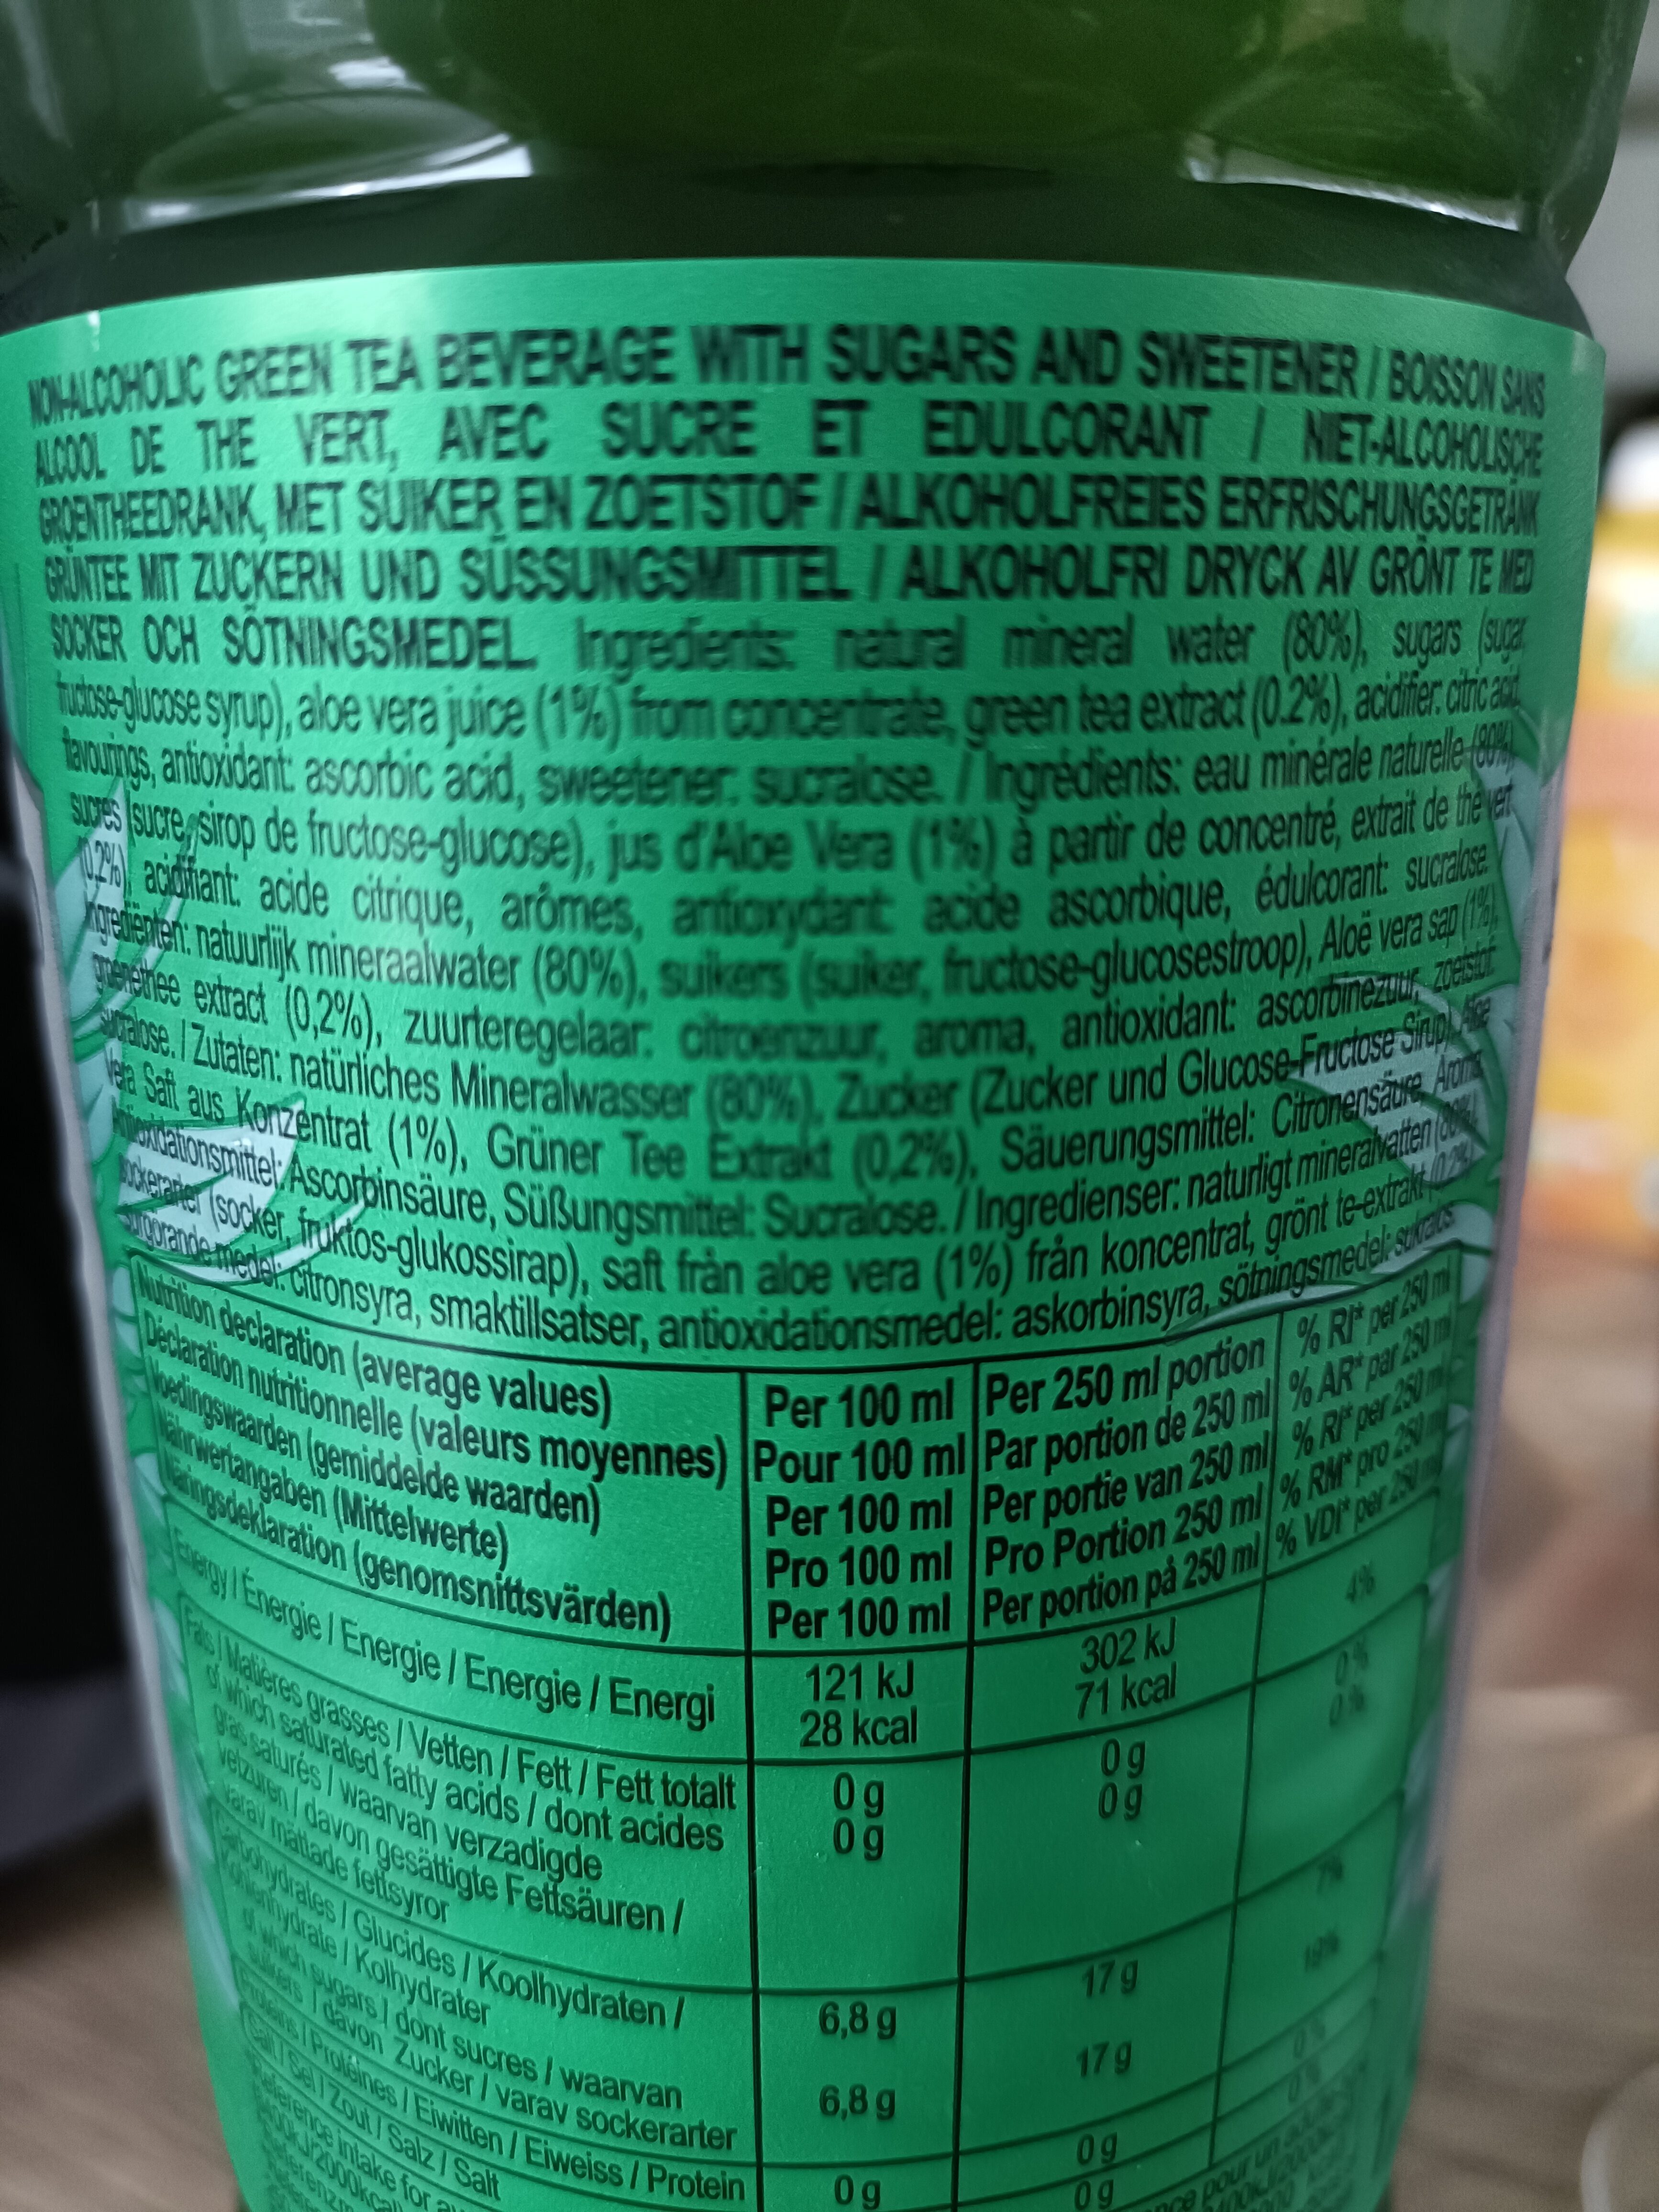 NON-ALCOHOLIC GREEN TEA BEVERAGE WITH SUGARS AND SWEETENER / BOISSON SANS
ALCOOL DE THE VERT, AVEC SUCRE ET EDULCORANT / NIET-ALCOHOLISCHE
GROENTHEEDRANK, MET SUIKER EN ZOETSTOF / ALKOHOLFREIES ERFRISCHUNGSGETRÄNK
GRÜNTEE MIT ZUCKERN UND SÜSSUNGSMITTEL / ALKOHOLFRI DRYCK AV GRÖNT TE MED
SOCKER OCH SÖTNINGSMEDEL. Ingredients: natural mineral water (80%), sugars (sugar,
fructose-glucose syrup), aloe vera juice (1%) from concentrate, green tea extract (0.2%), acidifier: citric acid,
flavourings, antioxidant: ascorbic acid, sweetener: sucralose. / Ingrédients: eau minérale naturelle (80%),
sucres (sucre, sirop de fructose-glucose), jus d'Aloe Vera (1%) à partir de concentré, extrait de thé vert
(0.2%), acidifiant: acide citrique, arômes, antioxydant: acide ascorbique, édulcorant: sucralose.
Ingrediënten: natuurlijk mineraalwater (80%), suikers (suiker, fructose-glucosestroop), Aloë vera sap (1%),
groenethee extract (0,2%), zuurteregelaar: citroenzuur, aroma, antioxidant: ascorbinezuur, zoetstof:
sucralose. / Zutaten: natürliches Mineralwasser (80%), Zucker (Zucker und Glucose-Fructose-Sirup), Aloe
Vera Saft aus Konzentrat (1%), Grüner Tee Extrakt (0,2%), Säuerungsmittel: Citronensäure, Aroma,
Antioxidationsmittel: Ascorbinsäure, Süßungsmittel: Sucralose. / Ingredienser: naturligt mineralvatten (80%),
sockerarter (socker, fruktos-glukossirap), saft från aloe vera (1%) från koncentrat, grönt te-extrakt (0.2%),
surgörande medel: citronsyra, smaktillsatser, antioxidationsmedel: askorbinsyra, sötningsmedel: sukralos.
Nutrition declaration (average values) Per 100 ml Per 250 ml portion % RI* per 250 ml
Déclaration nutritionnelle (valeurs moyennes) Pour 100 ml Par portion de 250 ml % AR* par 250 ml
Voedingswaarden (gemiddelde waarden) Per 100 ml Per portie van 250 ml % RI* per 250 ml
Nährwertangaben (Mittelwerte) Pro 100 ml Pro Portion 250 ml % RM* pro 250 ml
Näringsdeklaration (genomsnittsvärden) Per 100 ml Per portion på 250 ml % VDI* per 250 ml
Energy / Énergie / Energie / Energie / Energi 121 kJ 302 kJ 4%
28 kcal 71 kcal
Fats / Matières grasses / Vetten / Fett / Fett totalt 0 g 0 g 0%
of which saturated fatty acids / dont acides 0 g 0 g 0%
gras saturés / waarvan verzadigde
vetzuren / davon gesättigte Fettsäuren /
varav mättade fettsyror
Carbohydrates / Glucides / Koolhydraten / 6,8 g 17 g 7%
Kohlenhydrate / Kolhydrater
of which sugars / dont sucres / waarvan 6,8 g 17 g 19%
suikers / davon Zucker / varav sockerarter
Proteins / Protéines / Eiwitten / Eiweiss / Protein 0 g 0 g 0%
Salt / Sel / Zout / Salz / Salt 0 g 0%
Reference intake for